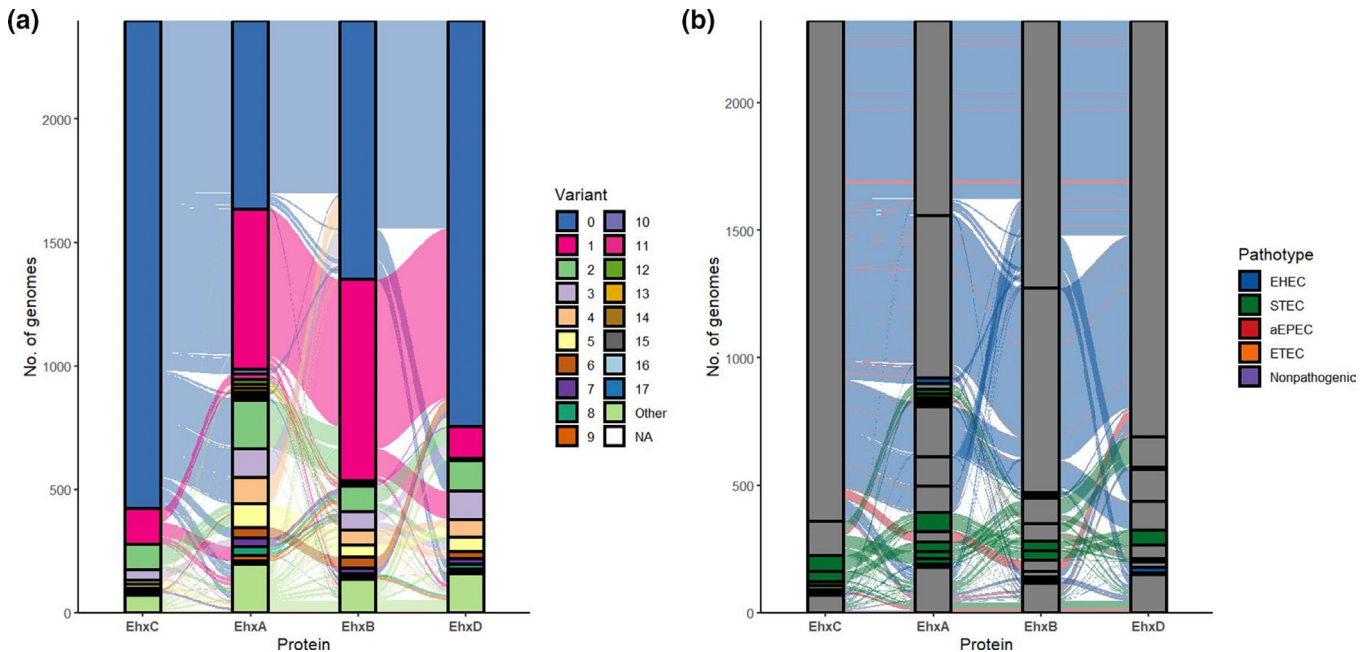 (a)
No. of genomes
2000
1500
1000
500
0
EhxC EhxA EhxB EhxD
Protein
Variant
0 10
1 11
2 12
3 13
4 14
5 15
6 16
7 17
8 Other
9 NA
(b)
No. of genomes
2000
1500
1000
500
0
EhxC EhxA EhxB EhxD
Protein
Pathotype
EHEC
STEC
aEPEC
ETEC
Nonpathogenic